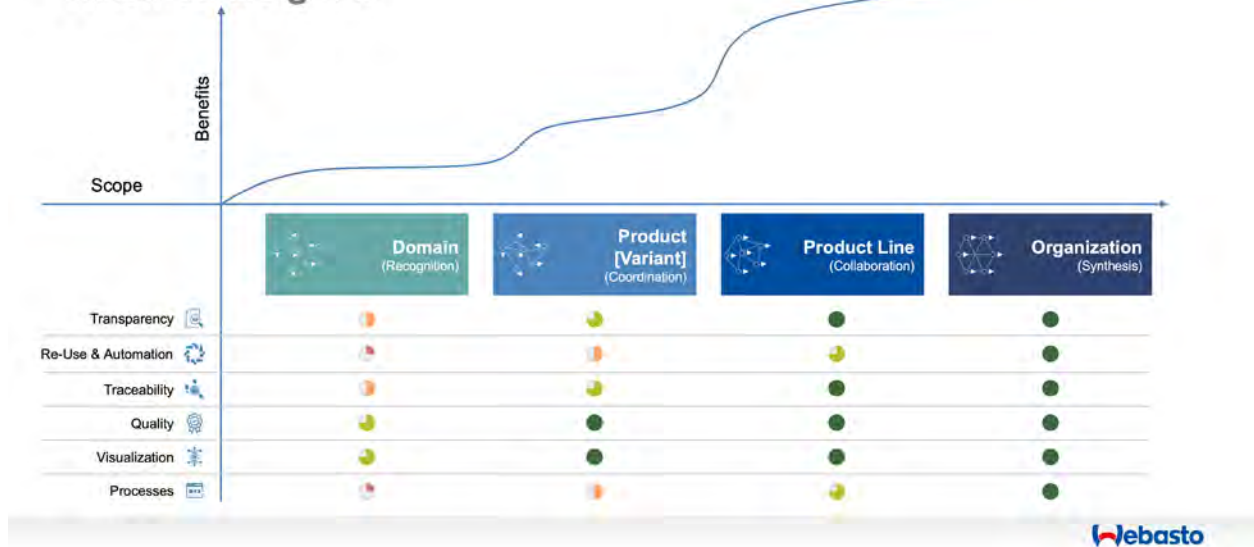 Benefits
Scope
Domain
(Recognition)
Product
[Variant]
(Coordination)
Product Line
(Collaboration)
Organization
(Synthesis)
Transparency
Re-Use & Automation
Traceability
Quality
Visualization
Processes
Webasto